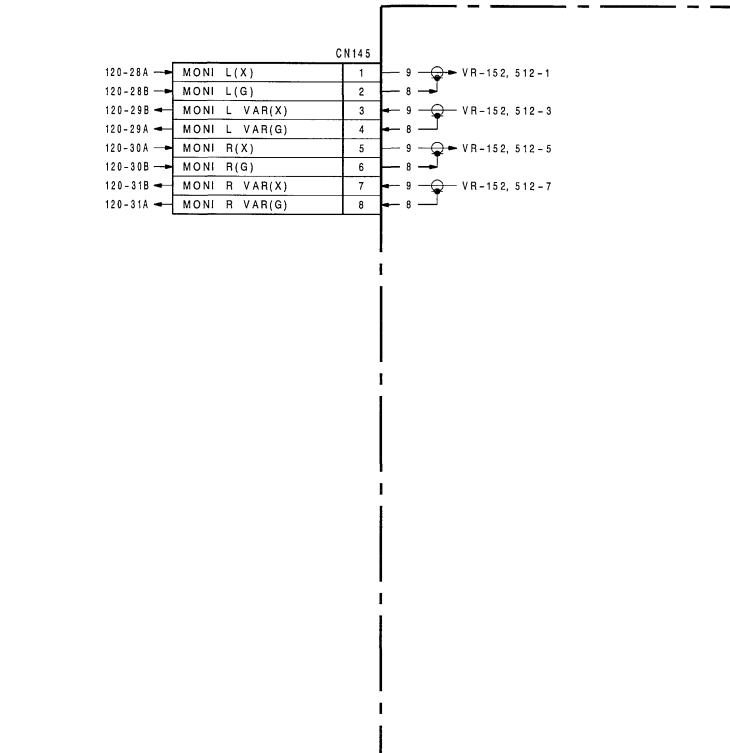 CN145
120-28A MONI L(X) 1 9 VR-152, 512-1
120-28B MONI L(G) 2 8
120-29B MONI L VAR(X) 3 9 VR-152, 512-3
120-29A MONI L VAR(G) 4 8
120-30A MONI R(X) 5 9 VR-152, 512-5
120-30B MONI R(G) 6 8
120-31B MONI R VAR(X) 7 9 VR-152, 512-7
120-31A MONI R VAR(G) 8 8